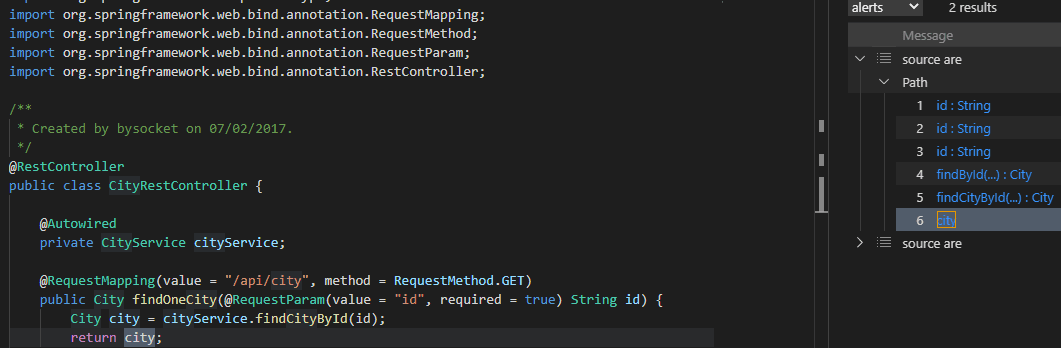 import org.springframework.web.bind.annotation.RequestMapping;
import org.springframework.web.bind.annotation.RequestMethod;
import org.springframework.web.bind.annotation.RequestParam;
import org.springframework.web.bind.annotation.RestController;
/**
* Created by bysocket on 07/02/2017.
*/
@RestController
public class CityRestController {
@Autowired
private CityService cityService;
@RequestMapping(value = "/api/city", method = RequestMethod.GET)
public City findOneCity(@RequestParam(value = "id", required = true) String id) {
City city = cityService.findCityById(id);
return city;
alerts 2 results
Message
source are
Path
1 id : String
2 id : String
3 id : String
4 findById(...) : City
5 findCityById(...) : City
6 city
source are